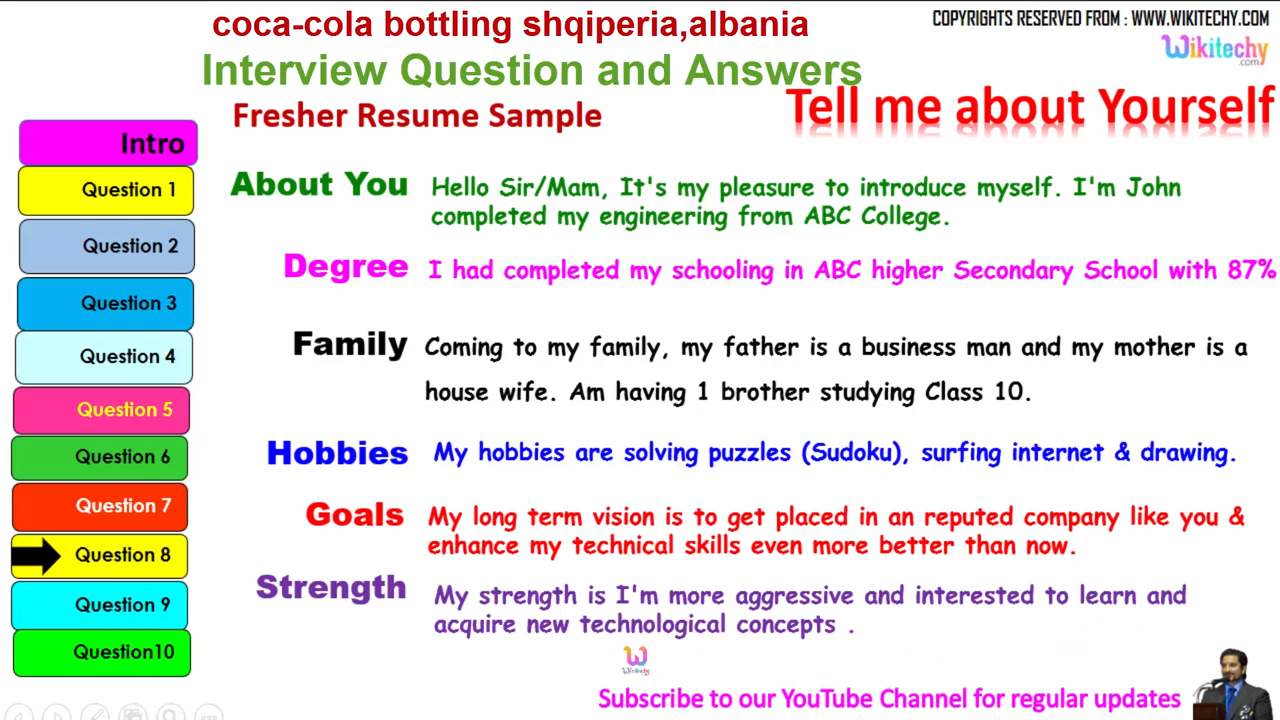 coca-cola bottling shqiperia,albania
COPYRIGHTS RESERVED FROM : WWW.WIKITECHY.COM
Wikitechy
.com
Interview Question and Answers
Fresher Resume Sample
Tell me about Yourself
Intro
Question 1
Question 2
Question 3
Question 4
Question 5
Question 6
Question 7
Question 8
Question 9
Question10
About You
Hello Sir/Mam, It's my pleasure to introduce myself. I'm John
completed my engineering from ABC College.
Degree
I had completed my schooling in ABC higher Secondary School with 87%
Family
Coming to my family, my father is a business man and my mother is a
house wife. Am having 1 brother studying Class 10.
Hobbies
My hobbies are solving puzzles (Sudoku), surfing internet & drawing.
Goals
My long term vision is to get placed in an reputed company like you &
enhance my technical skills even more better than now.
Strength
My strength is I'm more aggressive and interested to learn and
acquire new technological concepts .
Wikitechy
Subscribe to our YouTube Channel for regular updates